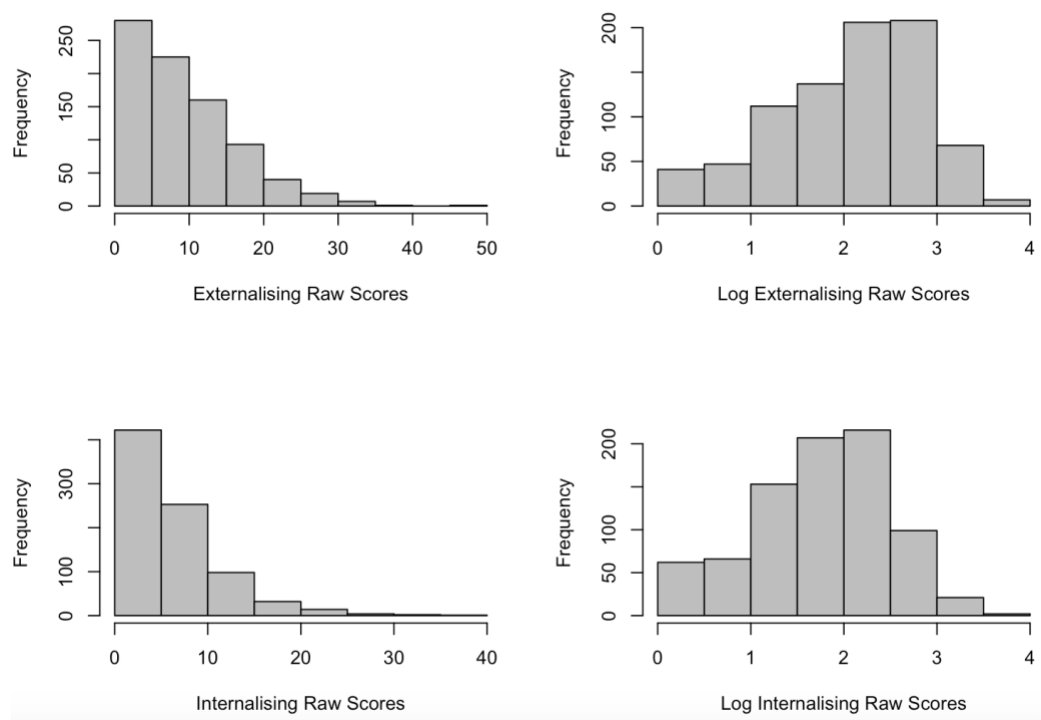 Frequency
250
150
50
0
0 10 20 30 40 50
Externalising Raw Scores
Frequency
200
100
50
0
0 1 2 3 4
Log Externalising Raw Scores
Frequency
300
100
0
0 10 20 30 40
Internalising Raw Scores
Frequency
200
100
50
0
0 1 2 3 4
Log Internalising Raw Scores